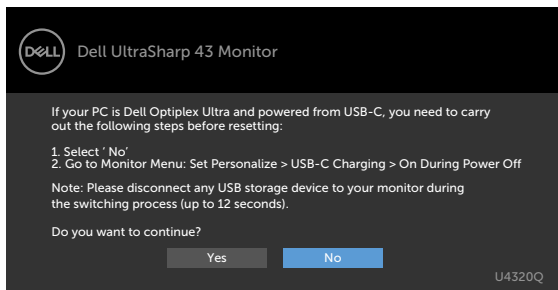 DELL
Dell UltraSharp 43 Monitor
If your PC is Dell Optiplex Ultra and powered from USB-C, you need to carry
out the following steps before resetting:
1. Select ‘ No’
2. Go to Monitor Menu: Set Personalize > USB-C Charging > On During Power Off
Note: Please disconnect any USB storage device to your monitor during
the switching process (up to 12 seconds).
Do you want to continue?
Yes No
U4320Q